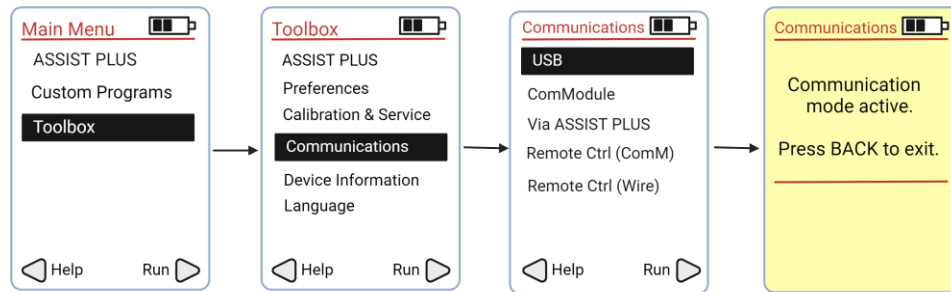 Main Menu
ASSIST PLUS
Custom Programs
Toolbox
Help
Run
Toolbox
ASSIST PLUS
Preferences
Calibration & Service
Communications
Device Information
Language
Help
Run
Communications
USB
ComModule
Via ASSIST PLUS
Remote Ctrl (ComM)
Remote Ctrl (Wire)
Help
Run
Communications
Communication
mode active.
Press BACK to exit.